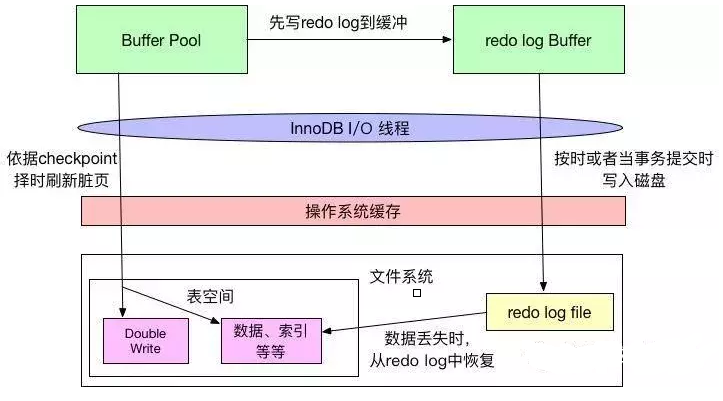 Buffer Pool
先写redo log到缓冲
redo log Buffer
InnoDB I/O 线程
依据checkpoint
择时刷新脏页
按时或者当事务提交时
写入磁盘
操作系统缓存
文件系统
表空间
Double
Write
数据、索引
等等
redo log file
数据丢失时，
从redo log中恢复